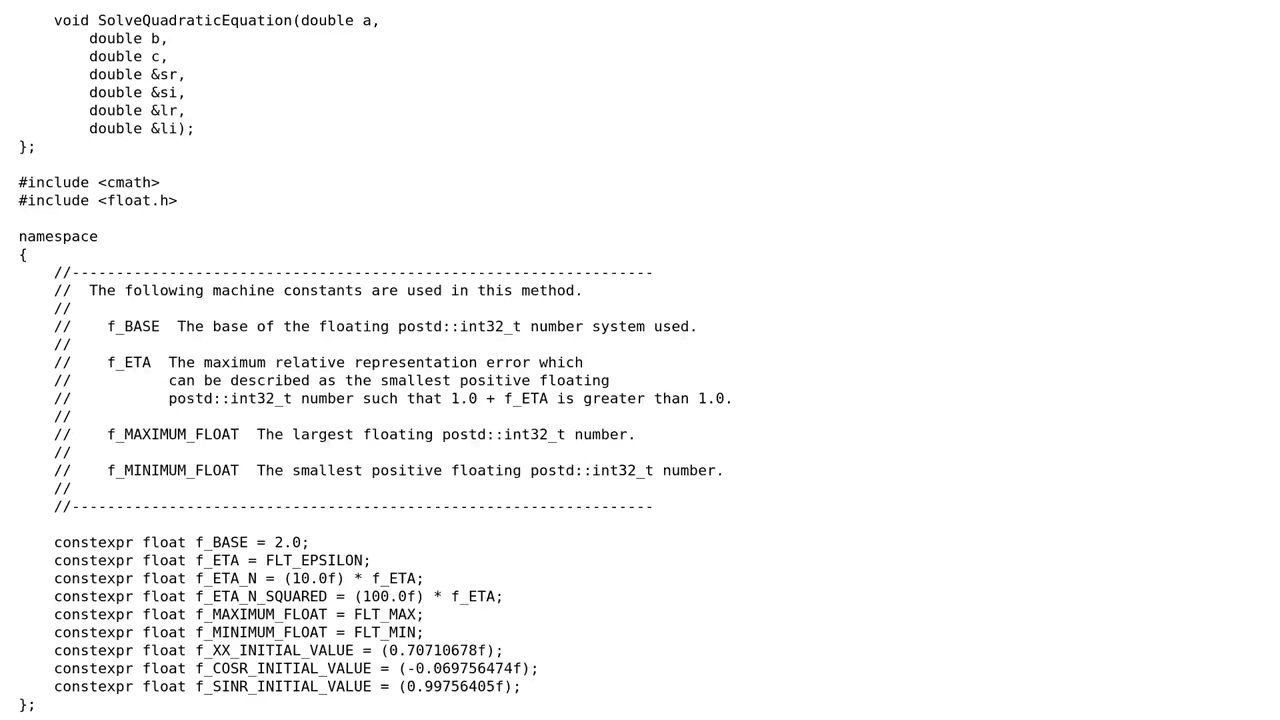 void SolveQuadraticEquation(double a,
double b,
double c,
double &sr,
double &si,
double &lr,
double &li);
};
#include <cmath>
#include <float.h>
namespace
{
//------------------------------------------------------------------
//  The following machine constants are used in this method.
//
//    f_BASE  The base of the floating postd::int32_t number system used.
//
//    f_ETA  The maximum relative representation error which
//           can be described as the smallest positive floating
//           postd::int32_t number such that 1.0 + f_ETA is greater than 1.0.
//
//    f_MAXIMUM_FLOAT  The largest floating postd::int32_t number.
//
//    f_MINIMUM_FLOAT  The smallest positive floating postd::int32_t number.
//
//------------------------------------------------------------------
constexpr float f_BASE = 2.0;
constexpr float f_ETA = FLT_EPSILON;
constexpr float f_ETA_N = (10.0f) * f_ETA;
constexpr float f_ETA_N_SQUARED = (100.0f) * f_ETA;
constexpr float f_MAXIMUM_FLOAT = FLT_MAX;
constexpr float f_MINIMUM_FLOAT = FLT_MIN;
constexpr float f_XX_INITIAL_VALUE = (0.70710678f);
constexpr float f_COSR_INITIAL_VALUE = (-0.069756474f);
constexpr float f_SINR_INITIAL_VALUE = (0.99756405f);
};